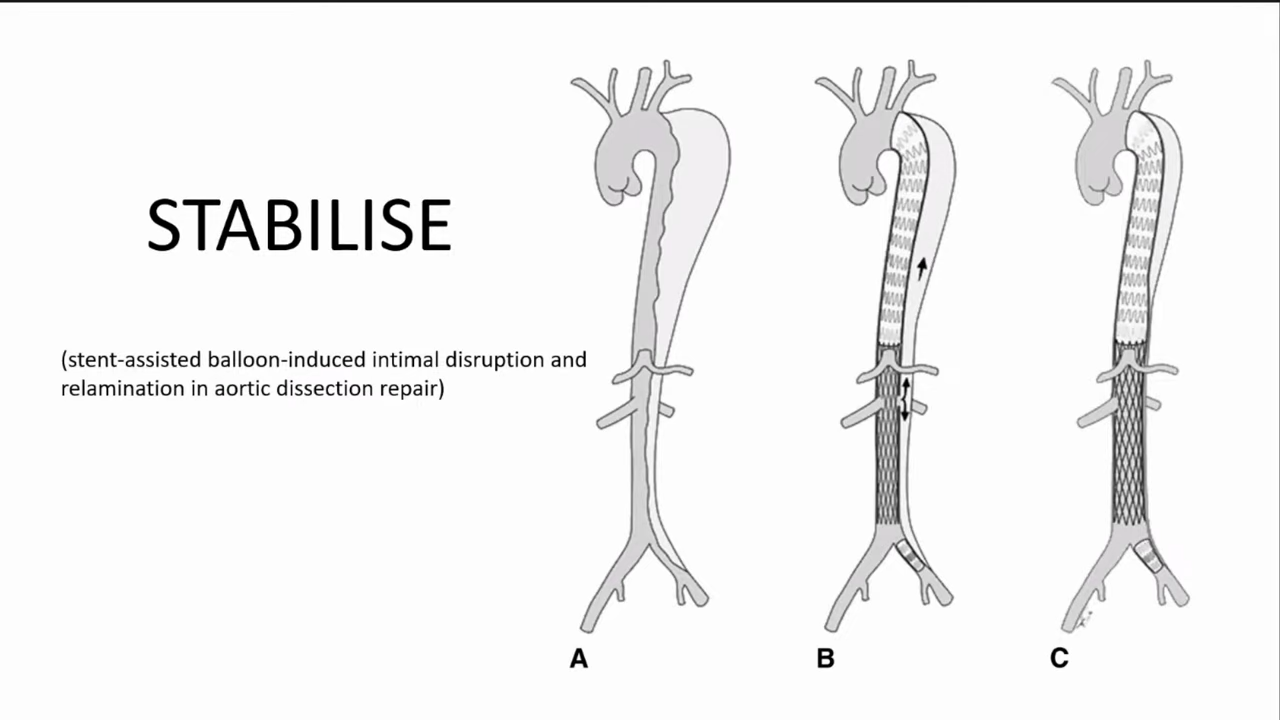 STABILISE
(stent-assisted balloon-induced intimal disruption and
relamination in aortic dissection repair)
A
B
C